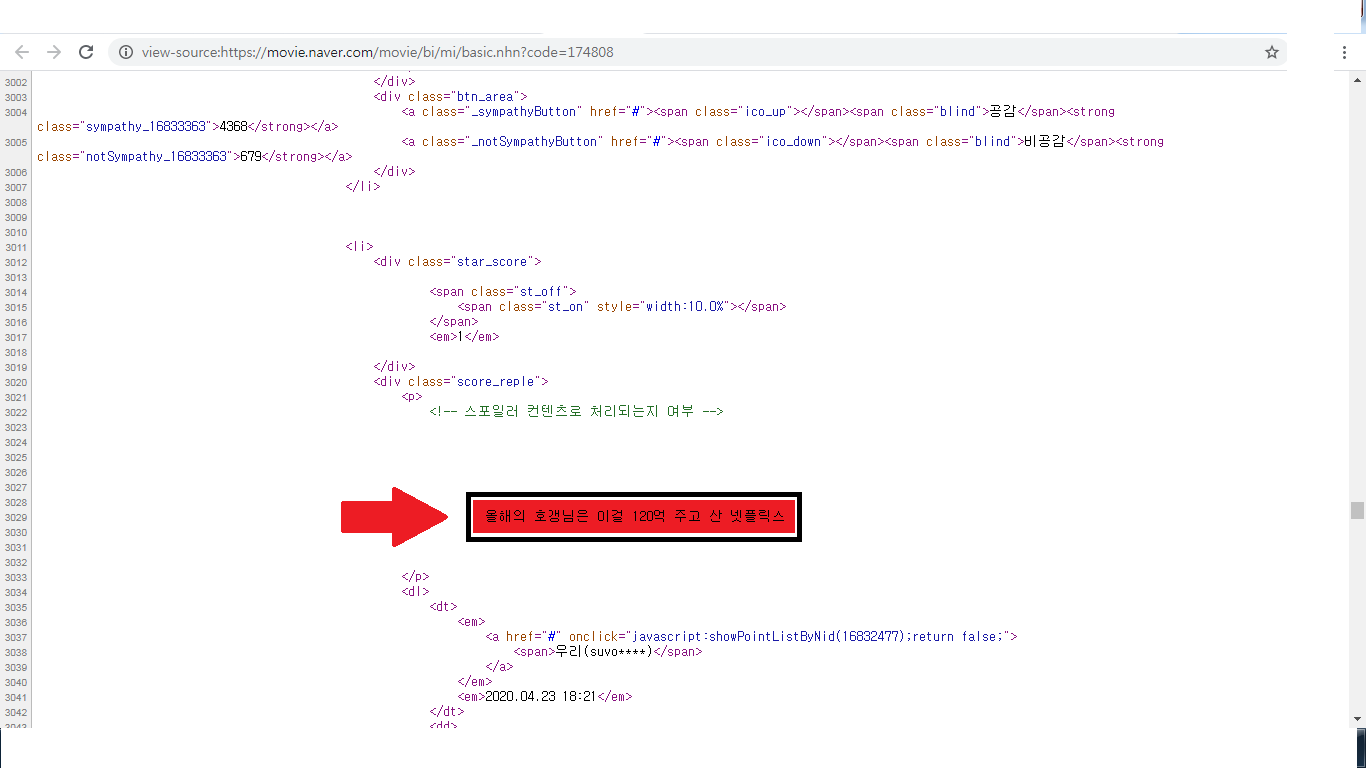 view-source:https://movie.naver.com/movie/bi/mi/basic.nhn?code=174808
3002 </div>
3003 <div class="btn_area">
3004 <a class="_sympathyButton" href="#"><span class="ico_up"></span><span class="blind">공감</span><strong
class="sympathy_16833363">4368</strong></a>
3005 <a class="_notSympathyButton" href="#"><span class="ico_down"></span><span class="blind">비공감</span><strong
class="notSympathy_16833363">679</strong></a>
3006 </div>
3007 </li>
3008
3009
3010
3011 <li>
3012 <div class="star_score">
3013
3014 <span class="st_off">
3015 <span class="st_on" style="width:10.0%"></span>
3016 </span>
3017 <em>1</em>
3018
3019 </div>
3020 <div class="score_reple">
3021 <p>
3022 <!-- 스포일러 컨텐츠로 처리되는지 여부 -->
3023
3024
3025
3026
3027
3028
3029 올해의 호갱님은 이걸 120억 주고 산 넷플릭스
3030
3031
3032
3033 </p>
3034 <dl>
3035 <dt>
3036 <em>
3037 <a href="#" onclick="javascript:showPointListByNid(16832477);return false;">
3038 <span>우리(suvo****)</span>
3039 </a>
3040 </em>
3041 <em>2020.04.23 18:21</em>
3042 </dt>
3043 <dd>